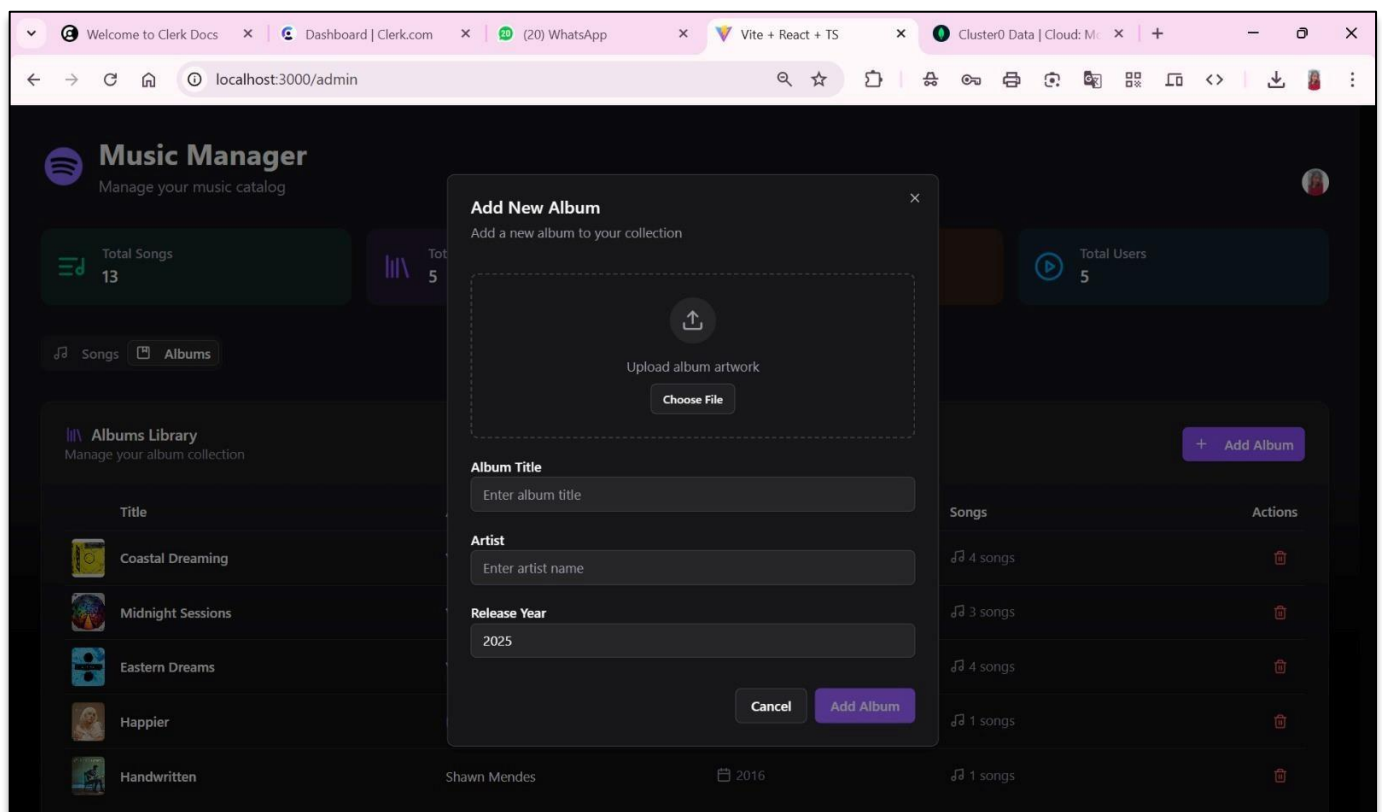 Welcome to Clerk Docs
Dashboard | Clerk.com
20
(20) WhatsApp
Vite + React + TS
Cluster0 Data | Cloud: Mo
localhost:3000/admin
Music Manager
Manage your music catalog
Total Songs
13
Tot
5
Total Users
5
Songs
Albums
Add New Album
Add a new album to your collection
Upload album artwork
Choose File
Album Title
Enter album title
Artist
Enter artist name
Release Year
2025
Cancel
Add Album
Albums Library
Manage your album collection
+ Add Album
Title
Songs
Actions
Coastal Dreaming
4 songs
Midnight Sessions
3 songs
Eastern Dreams
4 songs
Happier
1 songs
Handwritten
Shawn Mendes
2016
1 songs